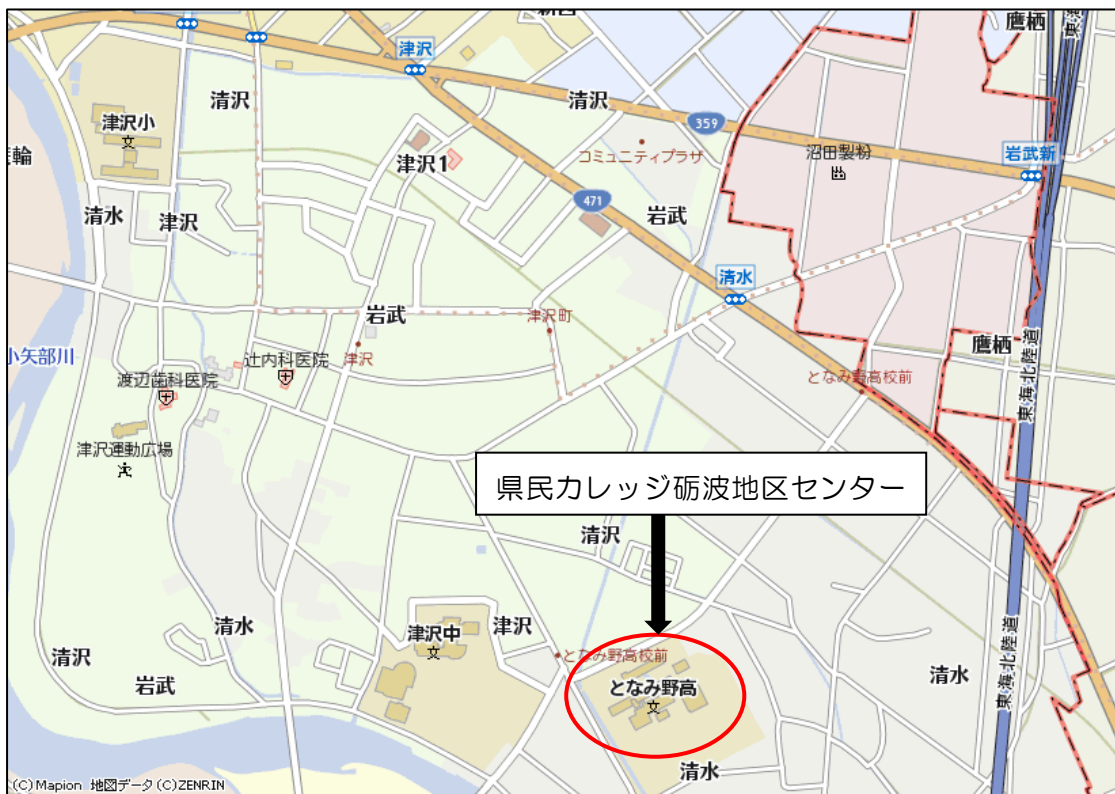 鷹栖
津沢
清沢
清沢
津沢小
359
岩武新
コミュニティプラザ
沼田製粉
津沢1
471
清水
津沢
岩武
清水
岩武
津沢町
小矢部川
辻内科医院
津沢
鷹栖
東海北陸道
渡辺歯科医院
となみ野高校前
津沢運動広場
県民カレッジ砺波地区センター
清沢
清水
津沢中
津沢
となみ野高校前
清沢
岩武
となみ野高
清水
東海北陸道
清水
(C)Mapion 地図データ(C)ZENRIN